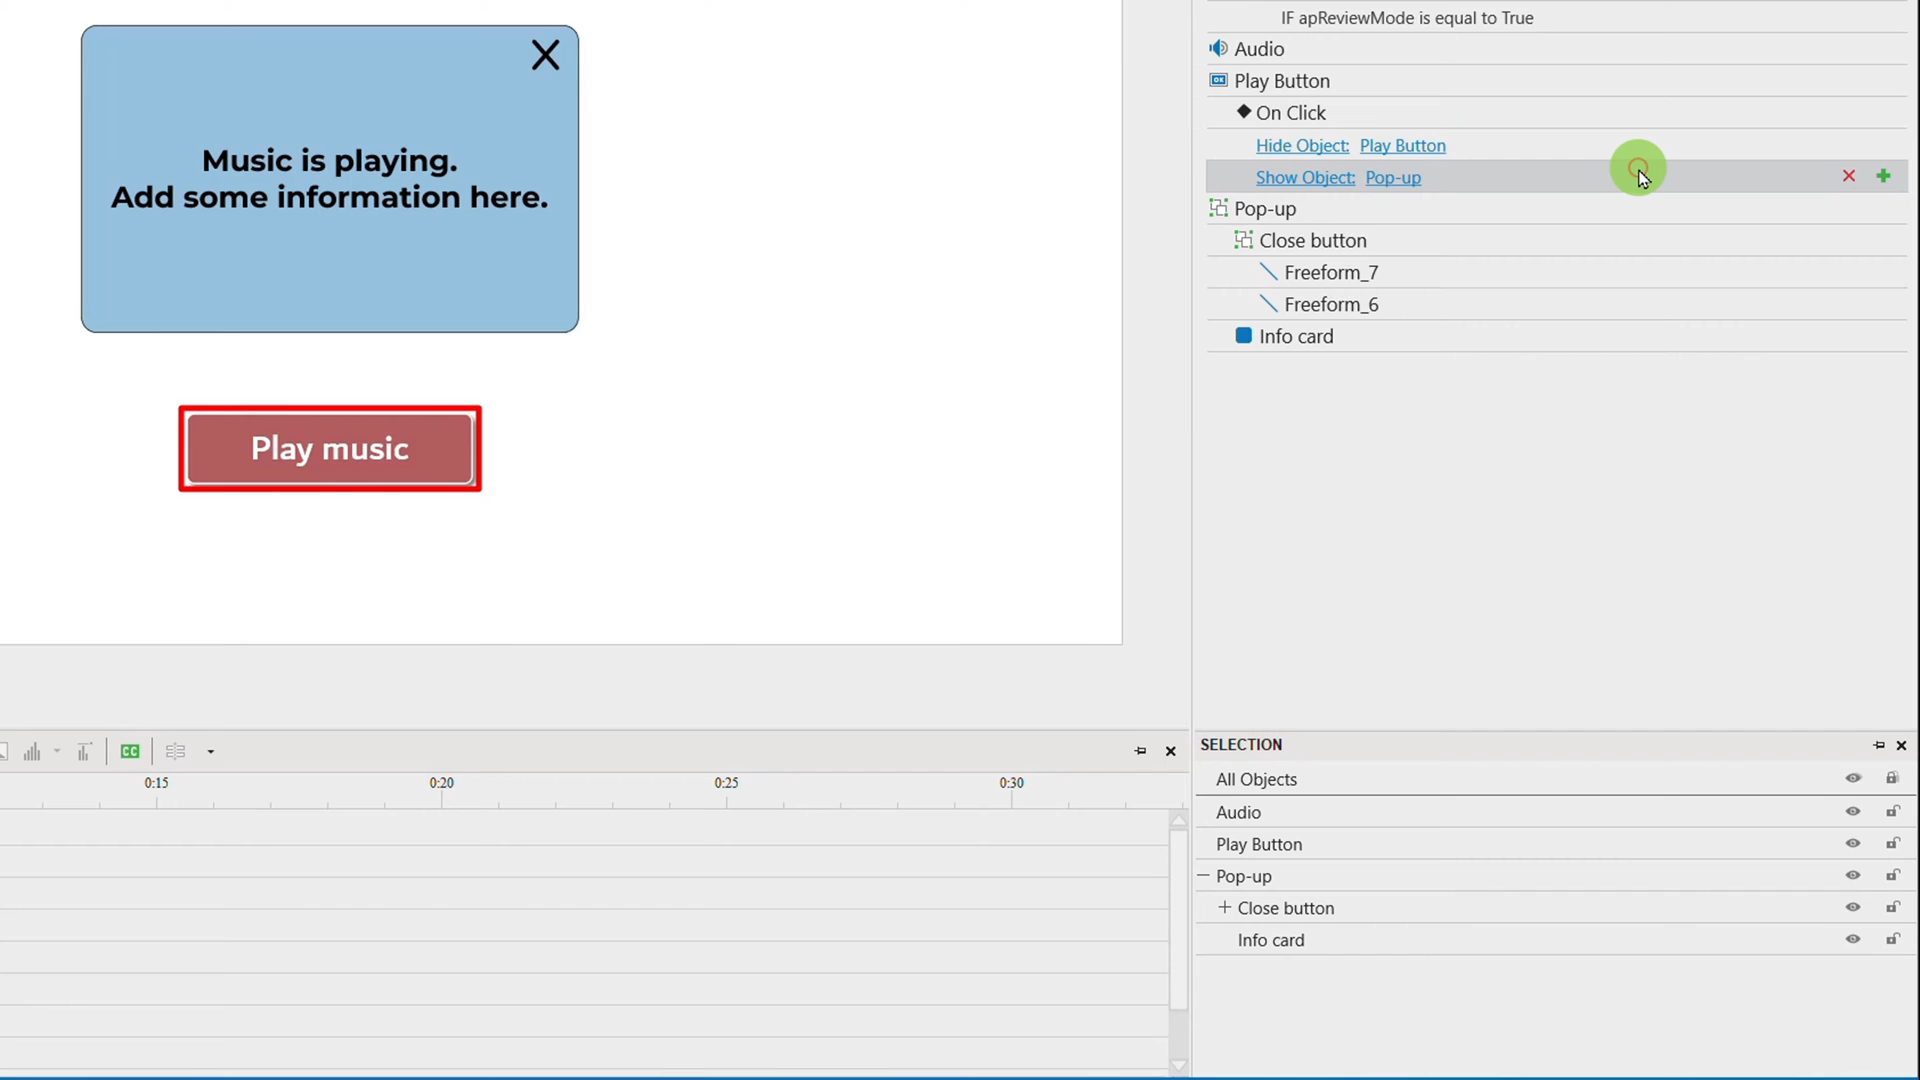 X
Music is playing.
Add some information here.
Play music
IF apReviewMode is equal to True
Audio
Play Button
On Click
Hide Object: Play Button
Show Object: Pop-up
Pop-up
Close button
Freeform_7
Freeform_6
Info card
CC
0:15
0:20
0:25
0:30
SELECTION
All Objects
Audio
Play Button
Pop-up
Close button
Info card